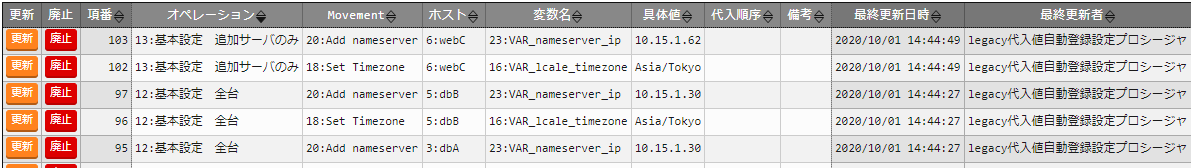 更新 廃止 項番 オペレーション Movement ホスト 変数名 具体値 代入順序 備考 最終更新日時 最終更新者
更新 廃止 103 13:基本設定　追加サーバのみ 20:Add nameserver 6:webC 23:VAR_nameserver_ip 10.15.1.62 2020/10/01 14:44:49 legacy代入値自動登録設定プロシージャ
更新 廃止 102 13:基本設定　追加サーバのみ 18:Set Timezone 6:webC 16:VAR_lcale_timezone Asia/Tokyo 2020/10/01 14:44:49 legacy代入値自動登録設定プロシージャ
更新 廃止 97 12:基本設定　全台 20:Add nameserver 5:dbB 23:VAR_nameserver_ip 10.15.1.30 2020/10/01 14:44:27 legacy代入値自動登録設定プロシージャ
更新 廃止 96 12:基本設定　全台 18:Set Timezone 5:dbB 16:VAR_lcale_timezone Asia/Tokyo 2020/10/01 14:44:27 legacy代入値自動登録設定プロシージャ
更新 廃止 95 12:基本設定　全台 20:Add nameserver 3:dbA 23:VAR_nameserver_ip 10.15.1.30 2020/10/01 14:44:27 legacy代入値自動登録設定プロシージャ